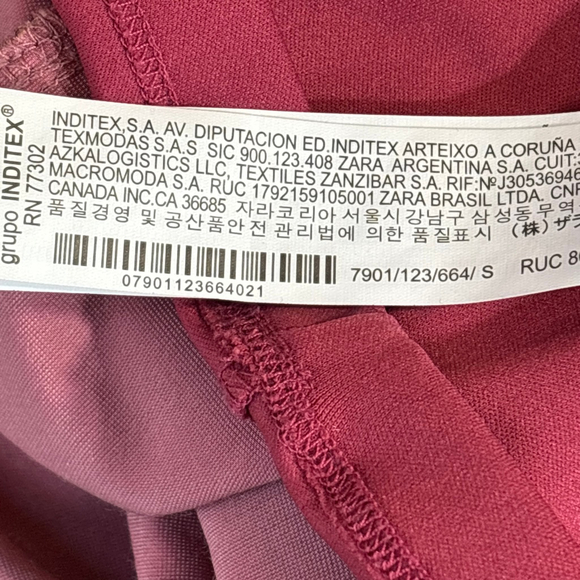 grupo INDITEX®
RN 77302
INDITEX,S.A. AV. DIPUTACION ED.INDITEX ARTEIXO A CORUÑA
TEXMODAS S.A.S SIC 900.123.408 ZARA ARGENTINA S.A. CUIT:
AZKALOGISTICS LLC, TEXTILES ZANZIBAR S.A. RIF:NºJ30536946
MACROMODA S.A. RUC 1792159105001 ZARA BRASIL LTDA. CNP
CANADA INC.CA 36685 자라코리아 서울시강남구 삼성동 무역
품질경영 및 공산품안전 관리법에 의한 품질표시 (株) ザラ
7901/123/664/ S RUC
07901123664021